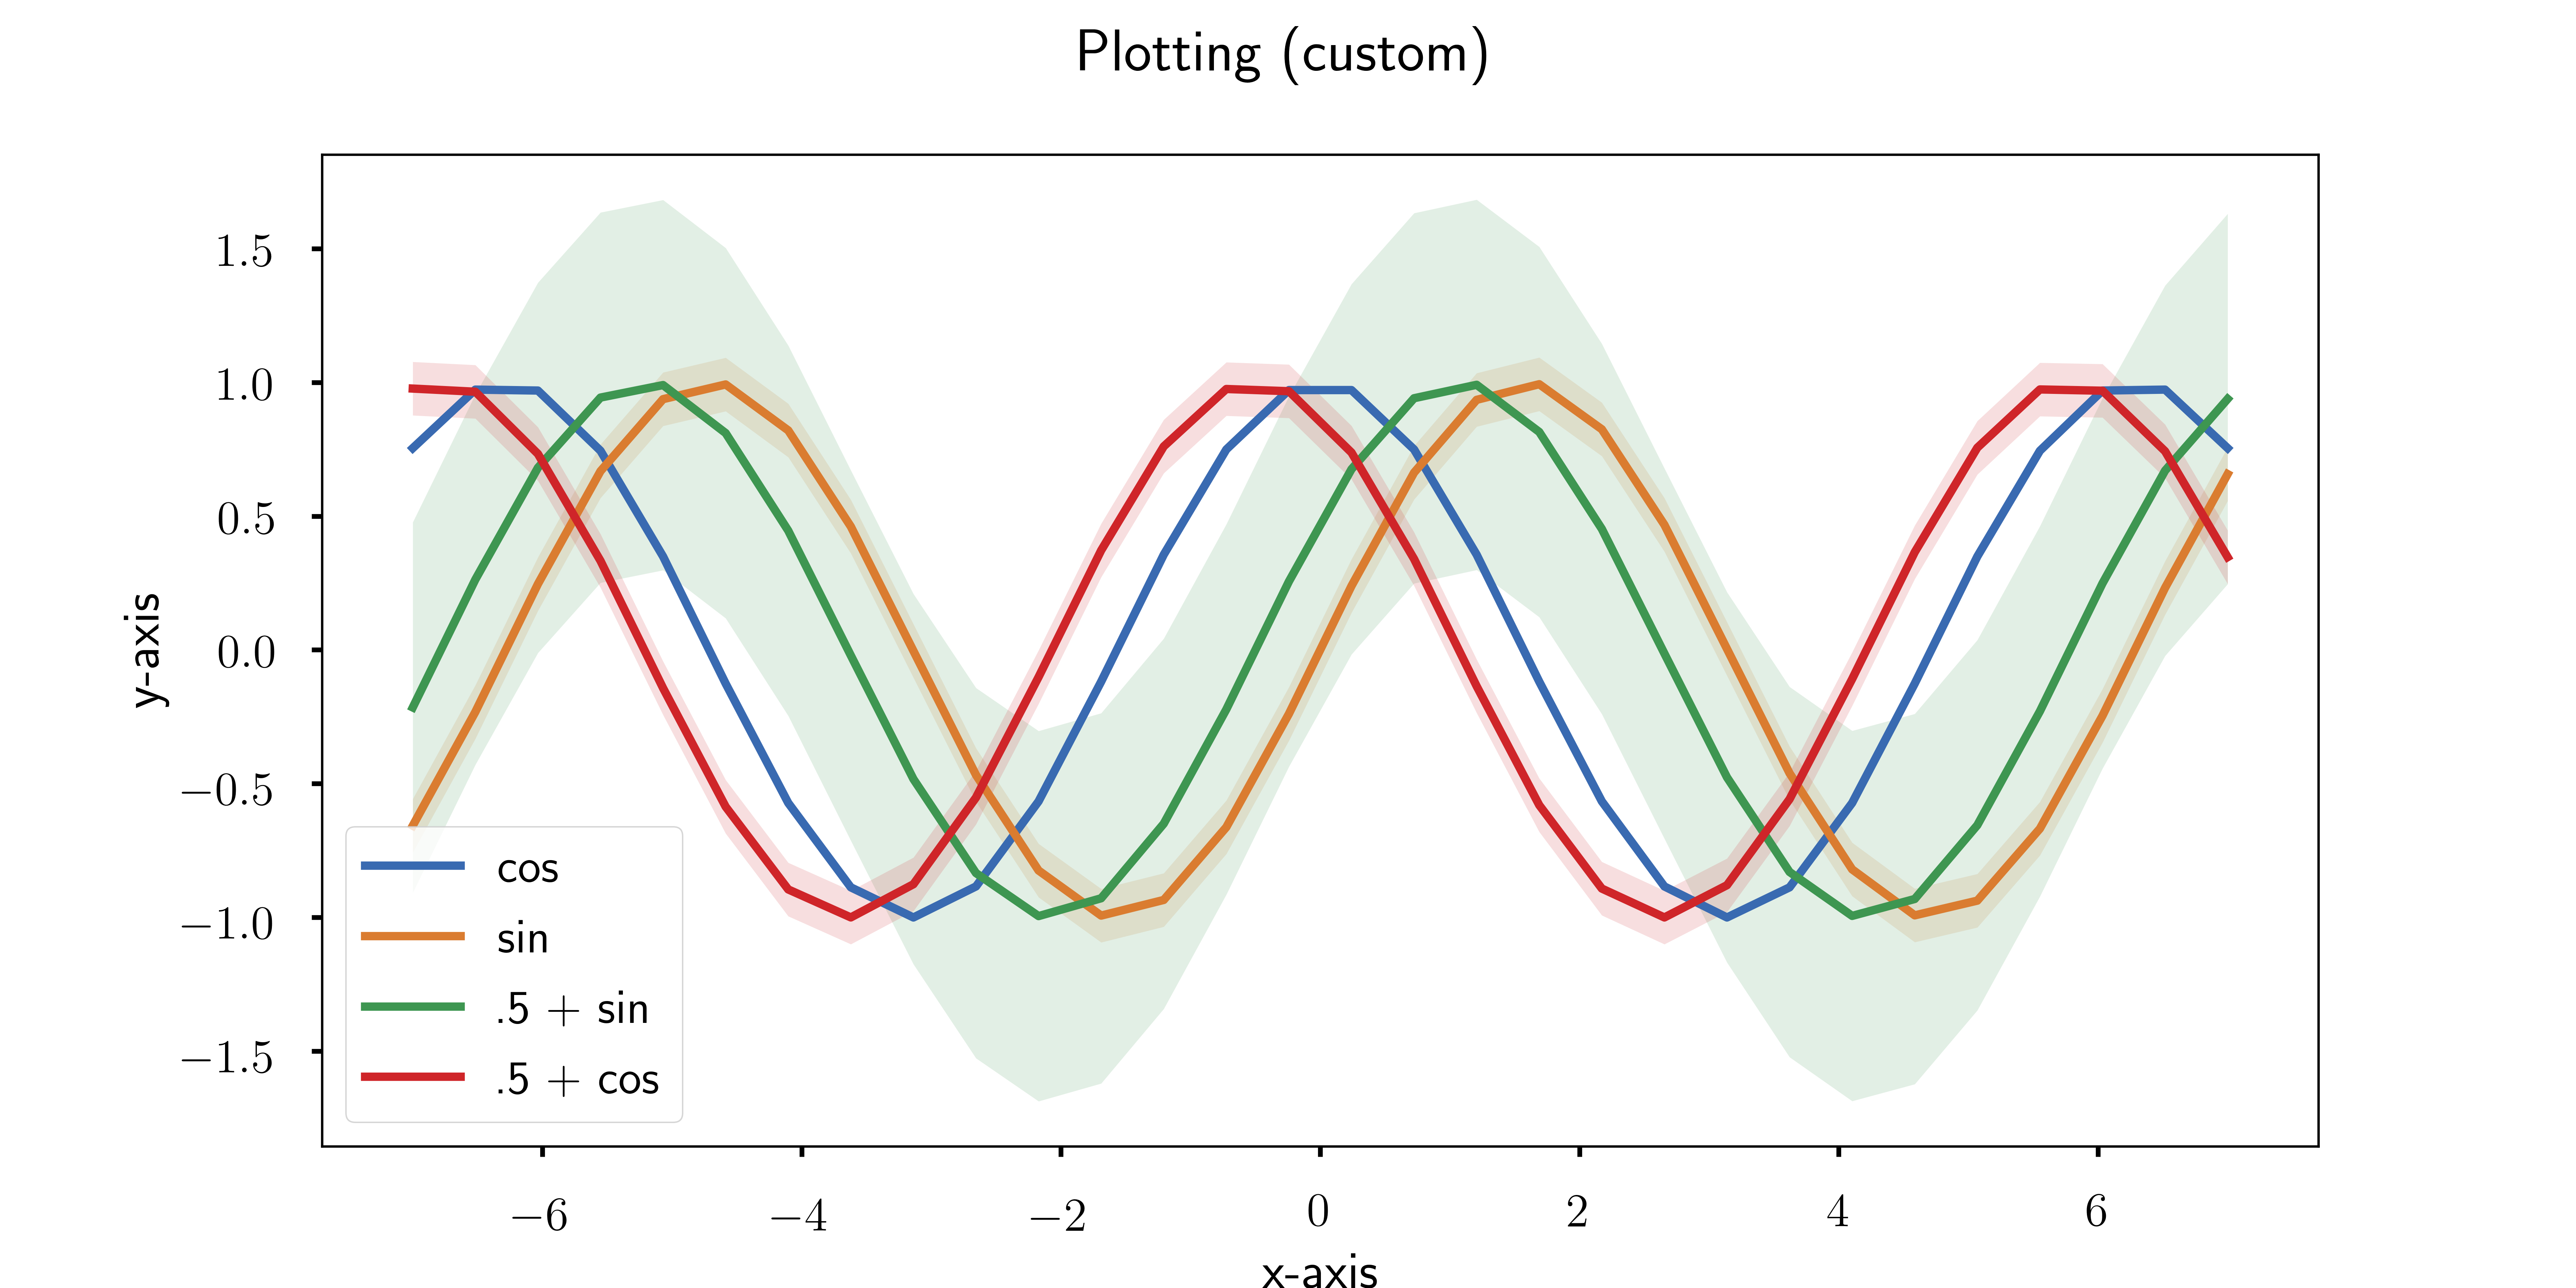 Plotting (custom)
y-axis
1.5
1.0
0.5
0.0
−0.5
−1.0
−1.5
cos
sin
.5 + sin
.5 + cos
−6 −4 −2 0 2 4 6
x-axis